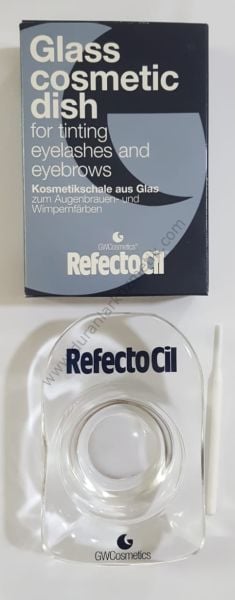 Glass
cosmetic
dish
for tinting
eyelashes and
eyebrows
Kosmetikschale aus Glas
zum Augenbrauen- und
Wimpernfärben
GWCosmetics
RefectoCil
RefectoCil
GWCosmetics